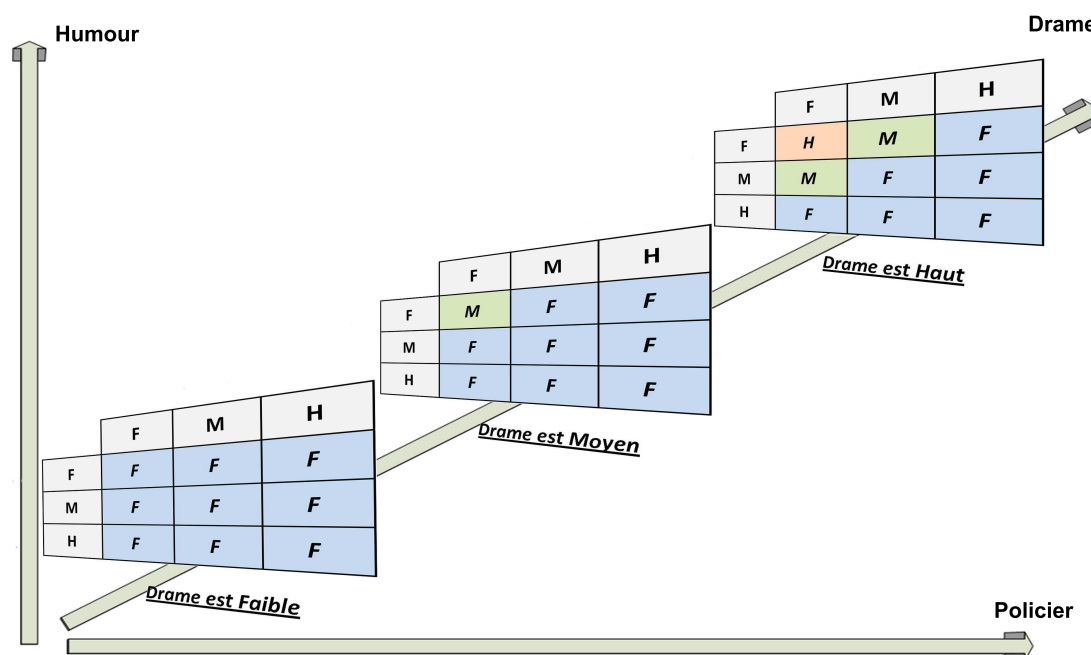 Humour
Drame
F M H
F H M F
M M F F
H F F F
Drame est Haut
F M H
F M F F
M F F F
H F F F
Drame est Moyen
F M H
F F F F
M F F F
H F F F
Drame est Faible
Policier